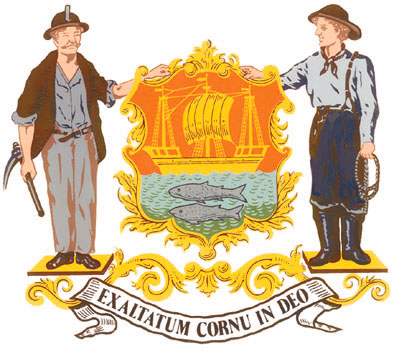 EXALTATUM CORNU IN DEO